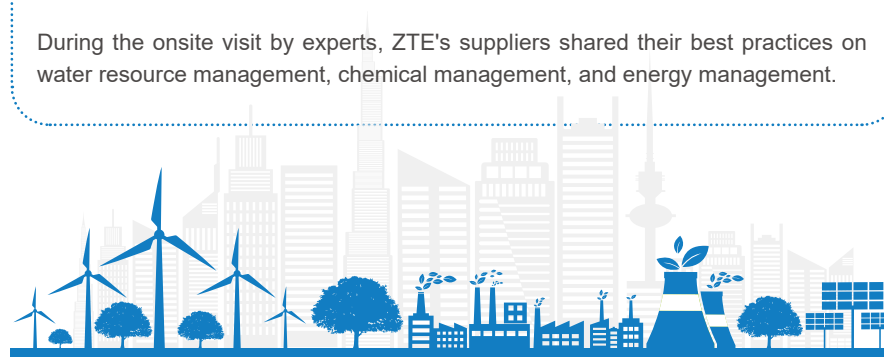 During the onsite visit by experts, ZTE's suppliers shared their best practices on
water resource management, chemical management, and energy management.